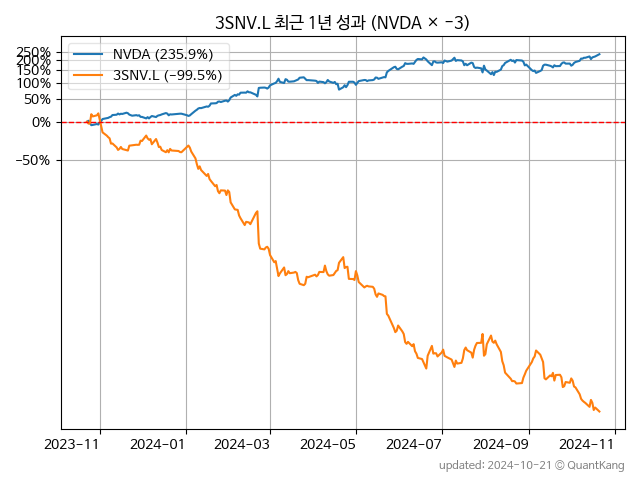 3SNV.L 최근 1년 성과 (NVDA × −3)
NVDA (235.9%)
3SNV.L (−99.5%)
250%
200%
150%
100%
50%
0%
−50%
2023-11 2024-01 2024-03 2024-05 2024-07 2024-09 2024-11
updated: 2024-10-21 ⓒ QuantKang